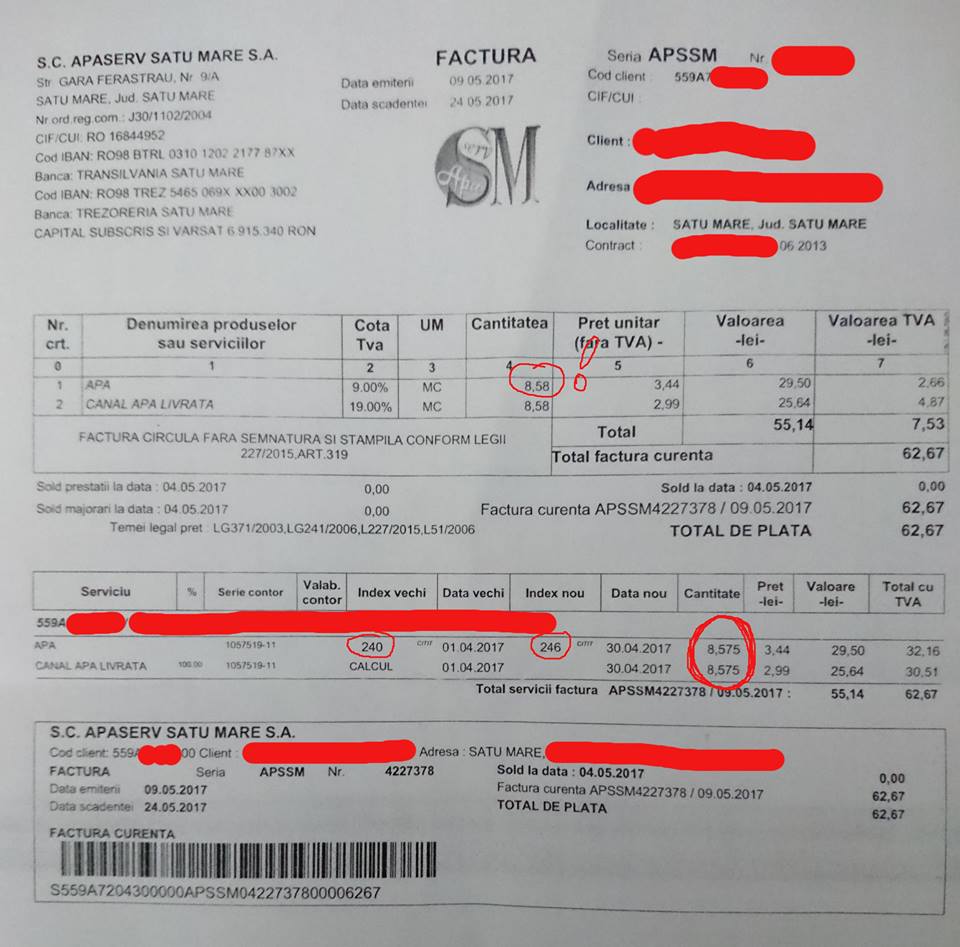 S.C. APASERV SATU MARE S.A.
Str GARA FERASTRAU, Nr 9/A
SATU MARE, Jud. SATU MARE
Nr ord.reg.com.: J30/1102/2004
CIF/CUI: RO 16844952
Cod IBAN: RO98 BTRL 0310 1202 2177 87XX
Banca: TRANSILVANIA SATU MARE
Cod IBAN: RO98 TREZ 5465 069X XX00 3002
Banca: TREZORERIA SATU MARE
CAPITAL SUBSCRIS SI VARSAT 6 915.340 RON
FACTURA
Data emiterii 09.05.2017
Data scadentei 24 05.2017
Apa Serv SM
Seria APSSM Nr.
Cod client : 559A7
CIF/CUI :
Client :
Adresa
Localitate : SATU MARE, Jud. SATU MARE
Contract : 06 2013
Nr. crt. Denumirea produselor sau serviciilor Cota Tva UM Cantitatea Pret unitar (fara TVA) - Valoarea -lei- Valoarea TVA -lei-
0 1 2 3 4 5 6 7
1 APA 9.00% MC 8,58 3,44 29,50 2,66
2 CANAL APA LIVRATA 19.00% MC 8,58 2,99 25,64 4,87
FACTURA CIRCULA FARA SEMNATURA SI STAMPILA CONFORM LEGII
227/2015,ART.319
Total 55,14 7,53
Total factura curenta 62,67
Sold prestatii la data : 04.05.2017 0,00 Sold la data : 04.05.2017 0,00
Sold majorari la data : 04.05.2017 0,00 Factura curenta APSSM4227378 / 09.05.2017 62,67
Temei legal pret : LG371/2003,LG241/2006,L227/2015,L51/2006 TOTAL DE PLATA 62,67
Serviciu % Serie contor Valab. contor Index vechi Data vechi Index nou Data nou Cantitate Pret -lei- Valoare -lei- Total cu TVA
559A /
APA 1057519-11 240 cmr 01.04.2017 246 cmr 30.04.2017 8,575 3,44 29,50 32,16
CANAL APA LIVRATA 100.00 1057519-11 CALCUL 01.04.2017 30.04.2017 8,575 2,99 25,64 30,51
Total servicii factura APSSM4227378 / 09.05.2017 : 55,14 62,67
S.C. APASERV SATU MARE S.A.
Cod client: 559A 00 Client : Adresa : SATU MARE,
FACTURA Seria APSSM Nr. 4227378
Data emiterii 09.05.2017
Data scadentei 24.05.2017
Sold la data : 04.05.2017 0,00
Factura curenta APSSM4227378 / 09.05.2017 62,67
TOTAL DE PLATA 62,67
FACTURA CURENTA
S559A7204300000APSSM0422737800006267